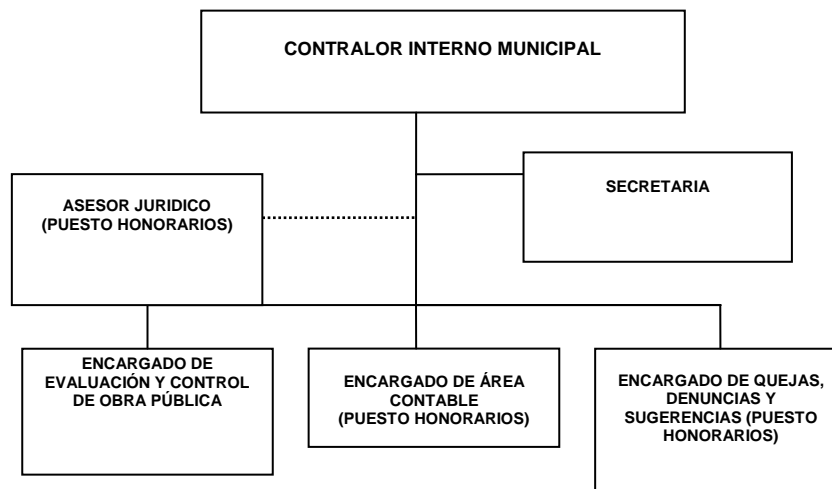 CONTRALOR INTERNO MUNICIPAL
SECRETARIA
ASESOR JURIDICO
(PUESTO HONORARIOS)
ENCARGADO DE
EVALUACIÓN Y CONTROL
DE OBRA PÚBLICA
ENCARGADO DE ÁREA
CONTABLE
(PUESTO HONORARIOS)
ENCARGADO DE QUEJAS,
DENUNCIAS Y
SUGERENCIAS (PUESTO
HONORARIOS)